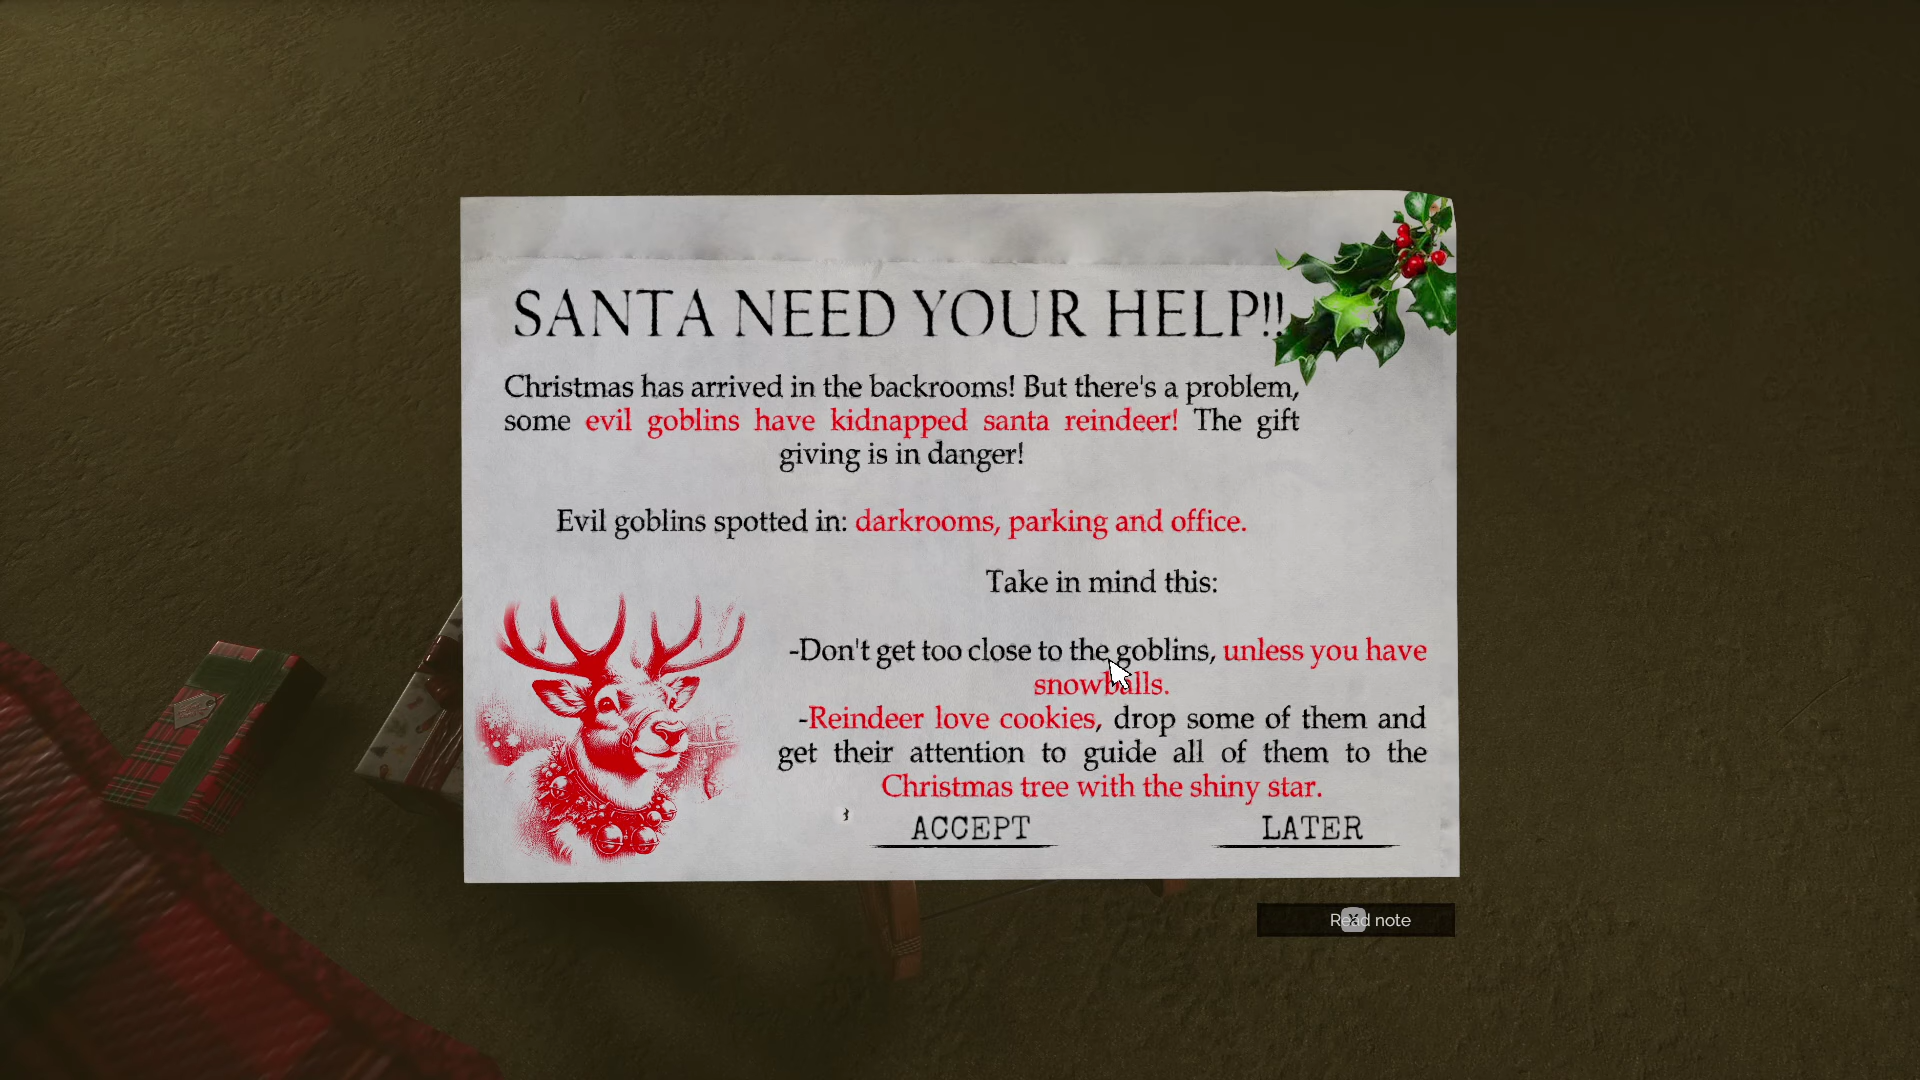 SANTA NEED YOUR HELP!!
Christmas has arrived in the backrooms! But there's a problem,
some evil goblins have kidnapped santa reindeer! The gift
giving is in danger!
Evil goblins spotted in: darkrooms, parking and office.
Take in mind this:
-Don't get too close to the goblins, unless you have
snowballs.
-Reindeer love cookies, drop some of them and
get their attention to guide all of them to the
Christmas tree with the shiny star.
ACCEPT
LATER
Read note